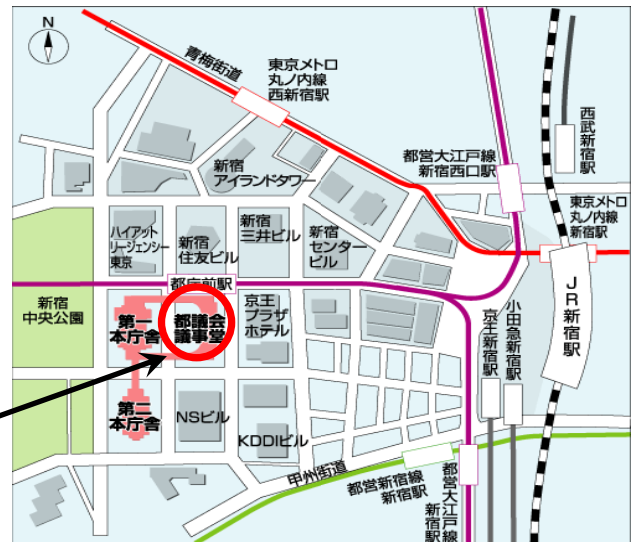 N
青梅街道
東京メトロ
丸ノ内線
西新宿駅
西武新宿駅
都営大江戸線
新宿西口駅
新宿
アイランドタワー
東京メトロ
丸ノ内線
新宿駅
ハイアット
リージェンシー
東京
新宿
住友ビル
新宿
三井ビル
新宿
センター
ビル
都庁前駅
新宿
中央公園
第一
本庁舎
都議会
議事堂
京王
プラザ
ホテル
JR新宿駅
小田急新宿駅
京王新宿駅
第二
本庁舎
NSビル
KDDIビル
甲州街道
都営新宿線
新宿駅
都営大江戸線
新宿駅